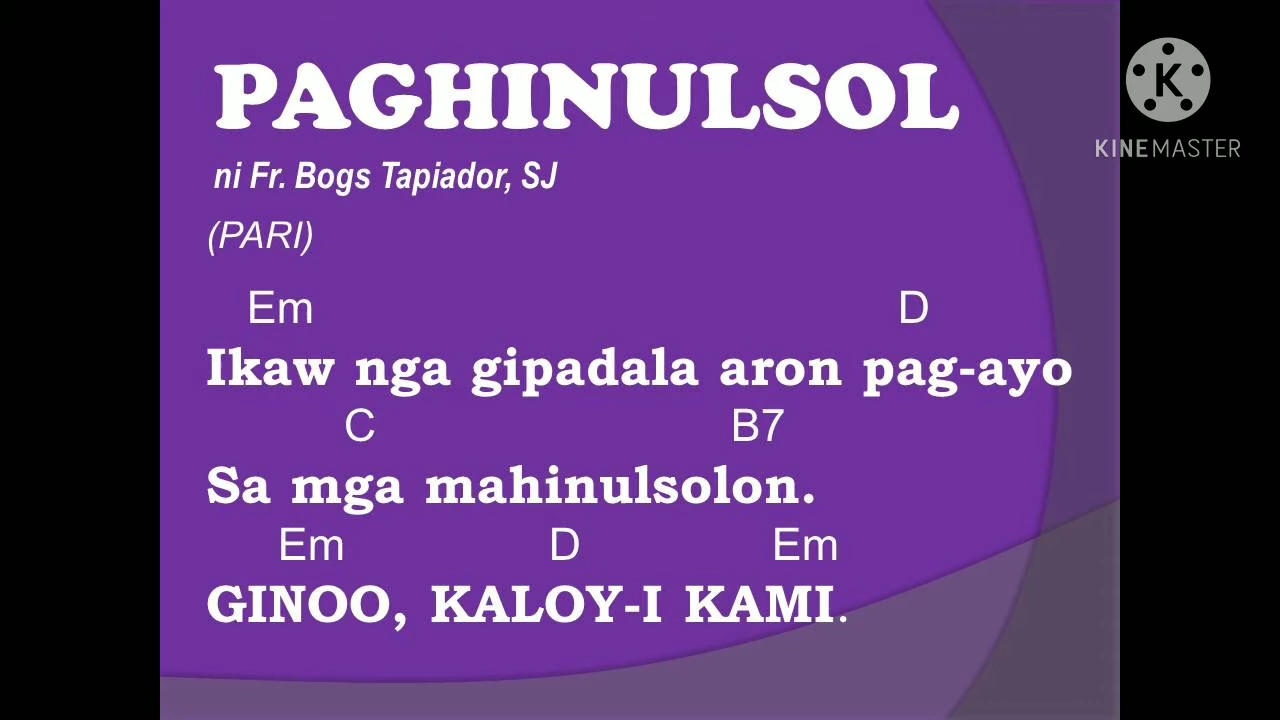 PAGHINULSOL
K
KINEMASTER
ni Fr. Bogs Tapiador, SJ
(PARI)
Em D
Ikaw nga gipadala aron pag-ayo
C B7
Sa mga mahinulsolon.
Em D Em
GINOO, KALOY-I KAMI.